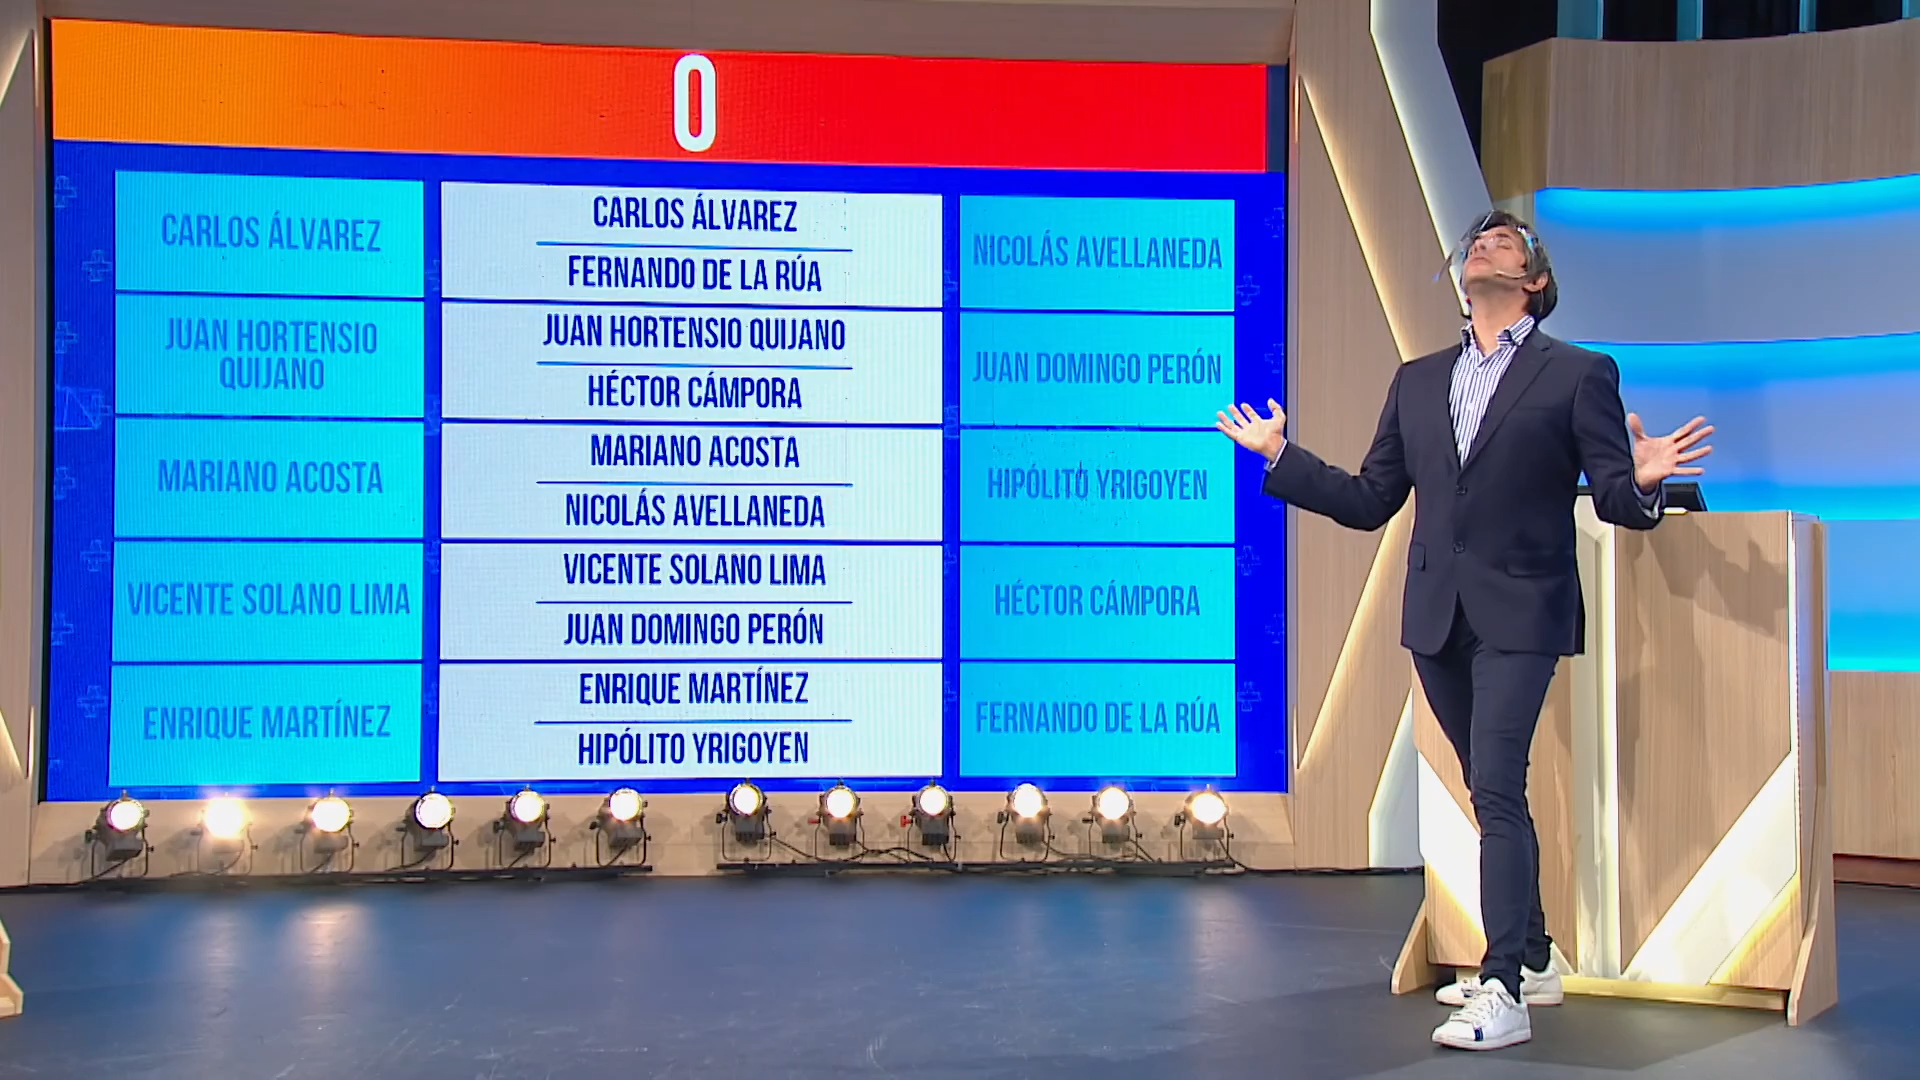 0
CARLOS ÁLVAREZ
JUAN HORTENSIO
QUIJANO
MARIANO ACOSTA
VICENTE SOLANO LIMA
ENRIQUE MARTÍNEZ
CARLOS ÁLVAREZ
FERNANDO DE LA RÚA
JUAN HORTENSIO QUIJANO
HÉCTOR CÁMPORA
MARIANO ACOSTA
NICOLÁS AVELLANEDA
VICENTE SOLANO LIMA
JUAN DOMINGO PERÓN
ENRIQUE MARTÍNEZ
HIPÓLITO YRIGOYEN
NICOLÁS AVELLANEDA
JUAN DOMINGO PERÓN
HIPÓLITO YRIGOYEN
HÉCTOR CÁMPORA
FERNANDO DE LA RÚA